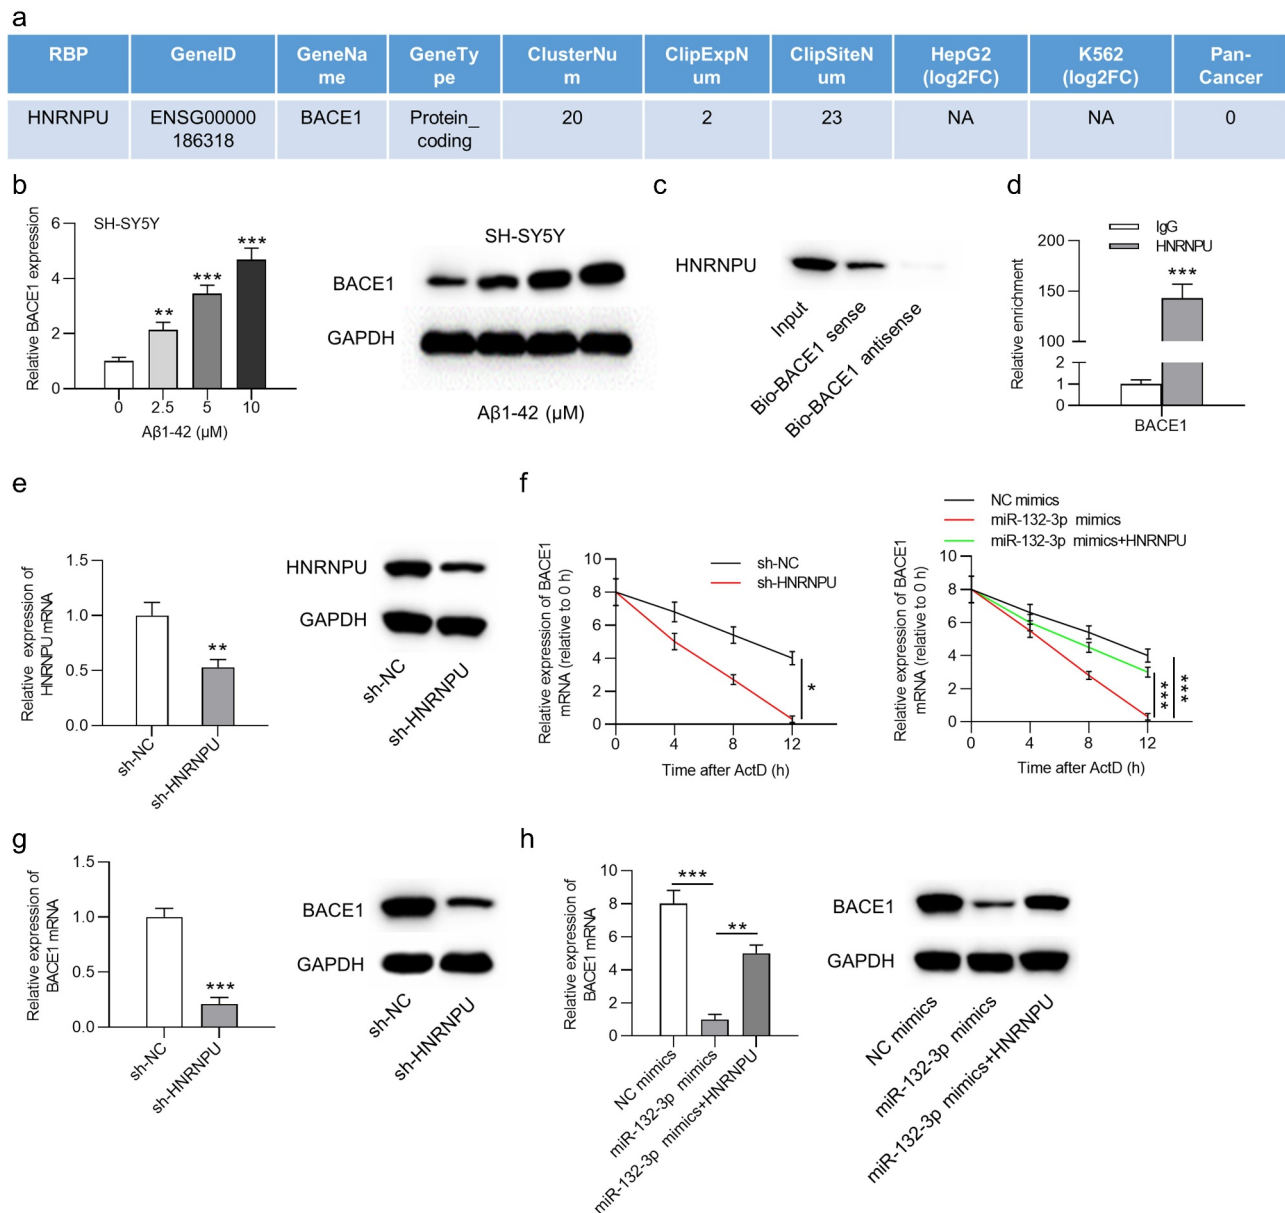 a
RBP GeneID GeneNa ClusterNu ClipExpN ClipSiteN HepG2 K562 Pan-
me GeneTy pe m um um (log2FC) (log2FC) Cancer
HNRNPU ENSG00000 BACE1 Protein_ 20 2 23 NA NA 0
186318 coding
b
Relative BACE1 expression
6
4
2
0
SH-SY5Y
**
***
***
0 2.5 5 10
Aβ1-42 (µM)
SH-SY5Y
BACE1
GAPDH
Aβ1-42 (µM)
c
HNRNPU
Input
Bio-BACE1 sense
Bio-BACE1 antisense
d
IgG
HNRNPU
Relative enrichment
200
150
100
2
1
0
***
BACE1
e
Relative expression of
HNRNPU mRNA
1.5
1.0
0.5
0.0
**
sh-NC
sh-HNRNPU
HNRNPU
GAPDH
sh-NC
sh-HNRNPU
f
Relative expression of BACE1
mRNA (relative to 0 h)
10
8
6
4
2
0
sh-NC
sh-HNRNPU
*
0 4 8 12
Time after ActD (h)
NC mimics
miR-132-3p mimics
miR-132-3p mimics+HNRNPU
Relative expression of BACE1
mRNA (relative to 0 h)
10
8
6
4
2
0
***
***
0 4 8 12
Time after ActD (h)
g
Relative expression of
BACE1 mRNA
1.5
1.0
0.5
0.0
***
sh-NC
sh-HNRNPU
BACE1
GAPDH
sh-NC
sh-HNRNPU
h
Relative expression of
BACE1 mRNA
10
8
6
4
2
0
***
**
NC mimics
miR-132-3p mimics
miR-132-3p mimics+HNRNPU
BACE1
GAPDH
NC mimics
miR-132-3p mimics
miR-132-3p mimics+HNRNPU